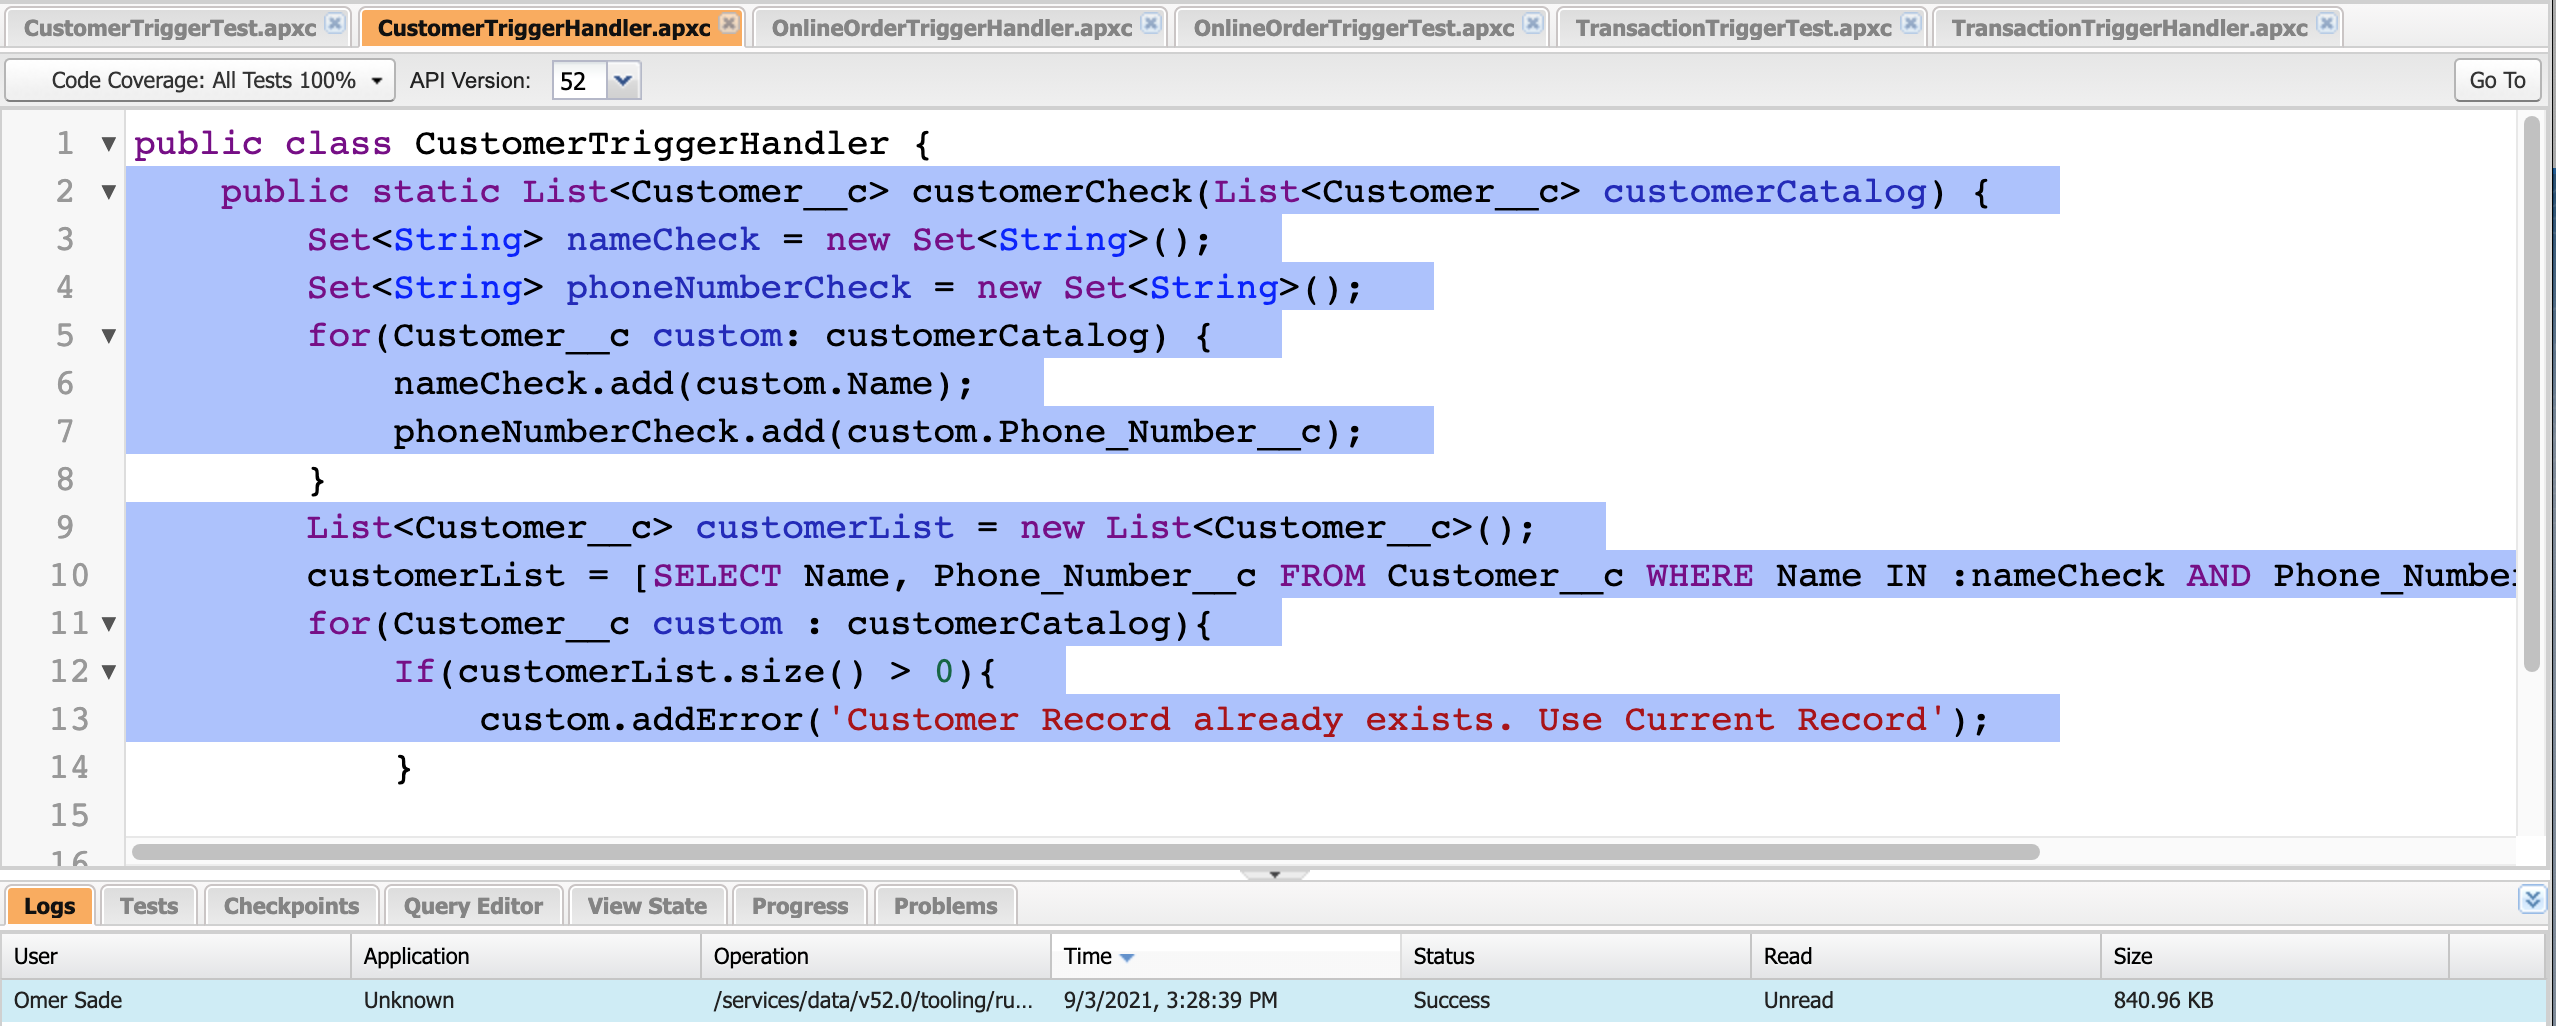 CustomerTriggerTest.apxc CustomerTriggerHandler.apxc OnlineOrderTriggerHandler.apxc OnlineOrderTriggerTest.apxc TransactionTriggerTest.apxc TransactionTriggerHandler.apxc
Code Coverage: All Tests 100% API Version: 52 Go To
1 public class CustomerTriggerHandler {
2 public static List<Customer__c> customerCheck(List<Customer__c> customerCatalog) {
3 Set<String> nameCheck = new Set<String>();
4 Set<String> phoneNumberCheck = new Set<String>();
5 for(Customer__c custom: customerCatalog) {
6 nameCheck.add(custom.Name);
7 phoneNumberCheck.add(custom.Phone_Number__c);
8 }
9 List<Customer__c> customerList = new List<Customer__c>();
10 customerList = [SELECT Name, Phone_Number__c FROM Customer__c WHERE Name IN :nameCheck AND Phone_Number
11 for(Customer__c custom : customerCatalog){
12 If(customerList.size() > 0){
13 custom.addError('Customer Record already exists. Use Current Record');
14 }
15
16
Logs Tests Checkpoints Query Editor View State Progress Problems
User Application Operation Time Status Read Size
Omer Sade Unknown /services/data/v52.0/tooling/ru... 9/3/2021, 3:28:39 PM Success Unread 840.96 KB